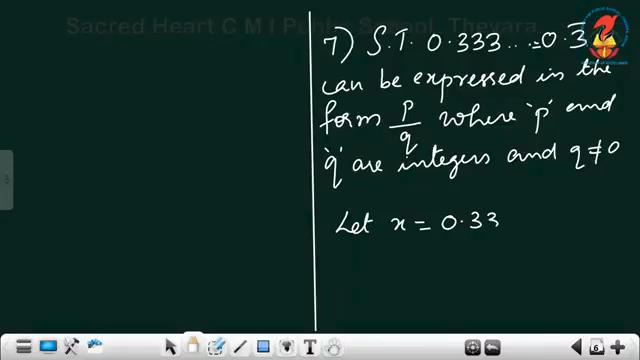 Sacred Heart C M I Public School, Thevara
7) S.T. 0.333... = 0.3̅
can be expressed in the
form p/q where 'p' and
'q' are integers and q ≠ 0
Let x = 0.33
6